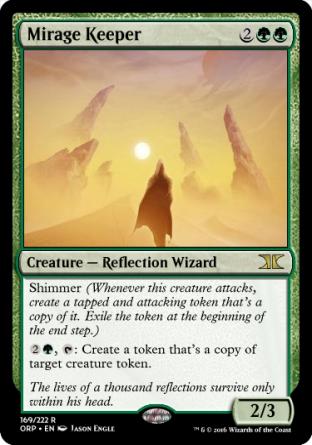 Mirage Keeper 2
Creature — Reflection Wizard
Shimmer (Whenever this creature attacks,
create a tapped and attacking token that's a
copy of it. Exile the token at the beginning of
the end step.)
2 , : Create a token that's a copy of
target creature token.
The lives of a thousand reflections survive only
within his head.
2/3
169/222 R
ORP • EN JASON ENGLE
™ & © 2016 Wizards of the Coast